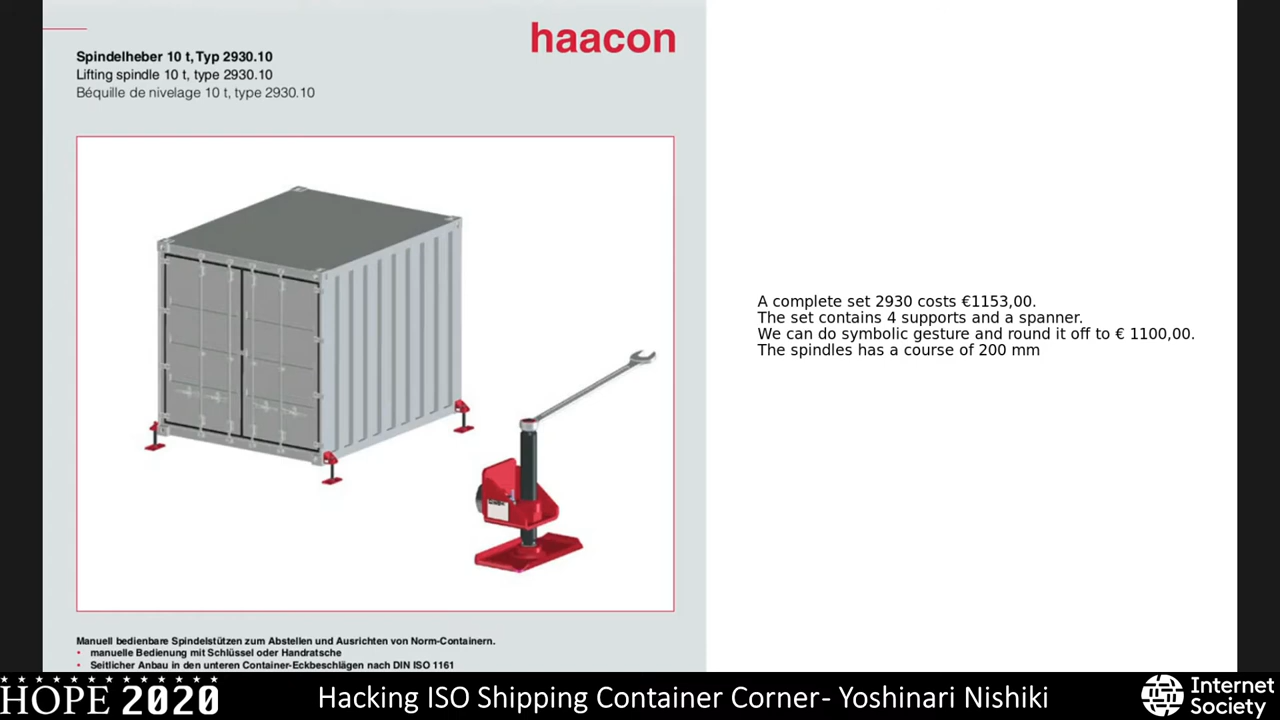 haacon
Spindelheber 10 t, Typ 2930.10
Lifting spindle 10 t, type 2930.10
Béquille de nivelage 10 t, type 2930.10
A complete set 2930 costs €1153,00.
The set contains 4 supports and a spanner.
We can do symbolic gesture and round it off to € 1100,00.
The spindles has a course of 200 mm
Manuell bedienbare Spindelstützen zum Abstellen und Ausrichten von Norm-Containern.
• manuelle Bedienung mit Schlüssel oder Handratsche
• Seitlicher Anbau in den unteren Container-Eckbeschlägen nach DIN ISO 1161
HOPE 2020
Hacking ISO Shipping Container Corner- Yoshinari Nishiki
Internet
Society